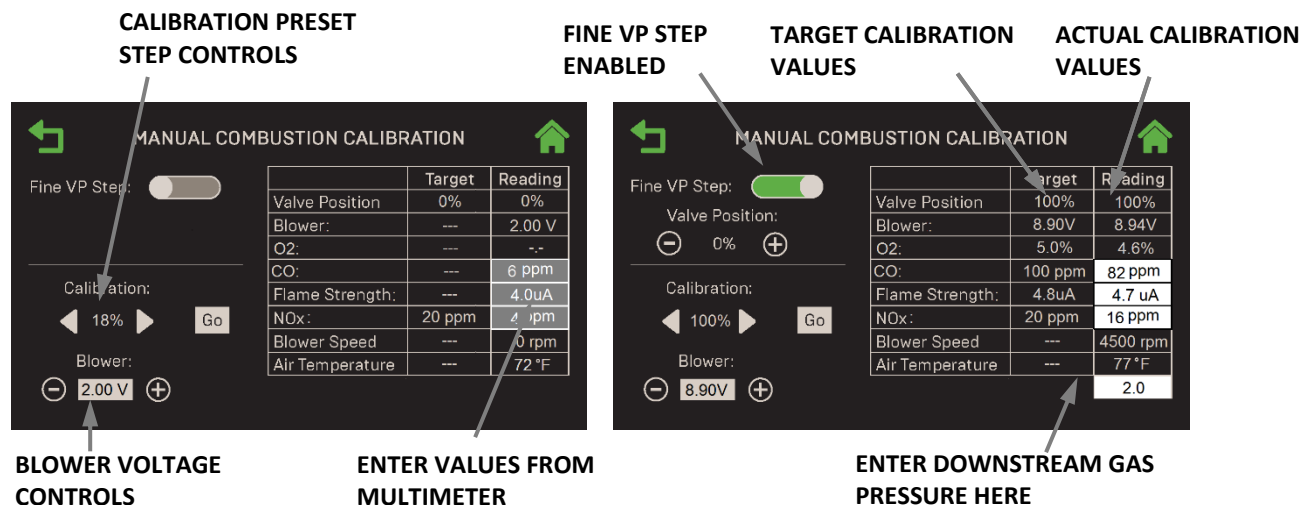 CALIBRATION PRESET
STEP CONTROLS
FINE VP STEP
ENABLED
TARGET CALIBRATION
VALUES
ACTUAL CALIBRATION
VALUES
MANUAL COMBUSTION CALIBRATION
Fine VP Step:
Target Reading
Valve Position 0% 0%
Blower: --- 2.00 V
O2: --- -.-
CO: --- 6 ppm
Flame Strength: --- 4.0uA
NOx: 20 ppm ppm
Blower Speed --- 0 rpm
Air Temperature --- 72 °F
Calibration:
18% Go
Blower:
2.00 V
MANUAL COMBUSTION CALIBRATION
Fine VP Step:
Valve Position:
0%
Target Reading
Valve Position 100% 100%
Blower: 8.90V 8.94V
O2: 5.0% 4.6%
CO: 100 ppm 82 ppm
Flame Strength: 4.8uA 4.7 uA
NOx: 20 ppm 16 ppm
Blower Speed --- 4500 rpm
Air Temperature --- 77 °F
2.0
Calibration:
100% Go
Blower:
8.90V
BLOWER VOLTAGE
CONTROLS
ENTER VALUES FROM
MULTIMETER
ENTER DOWNSTREAM GAS
PRESSURE HERE